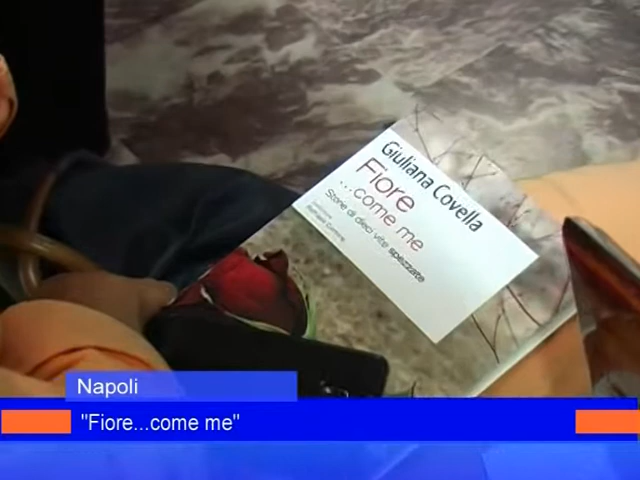 Giuliana Covella
Fiore
...come me
Storie di dieci vite spezzate
Napoli
"Fiore...come me"